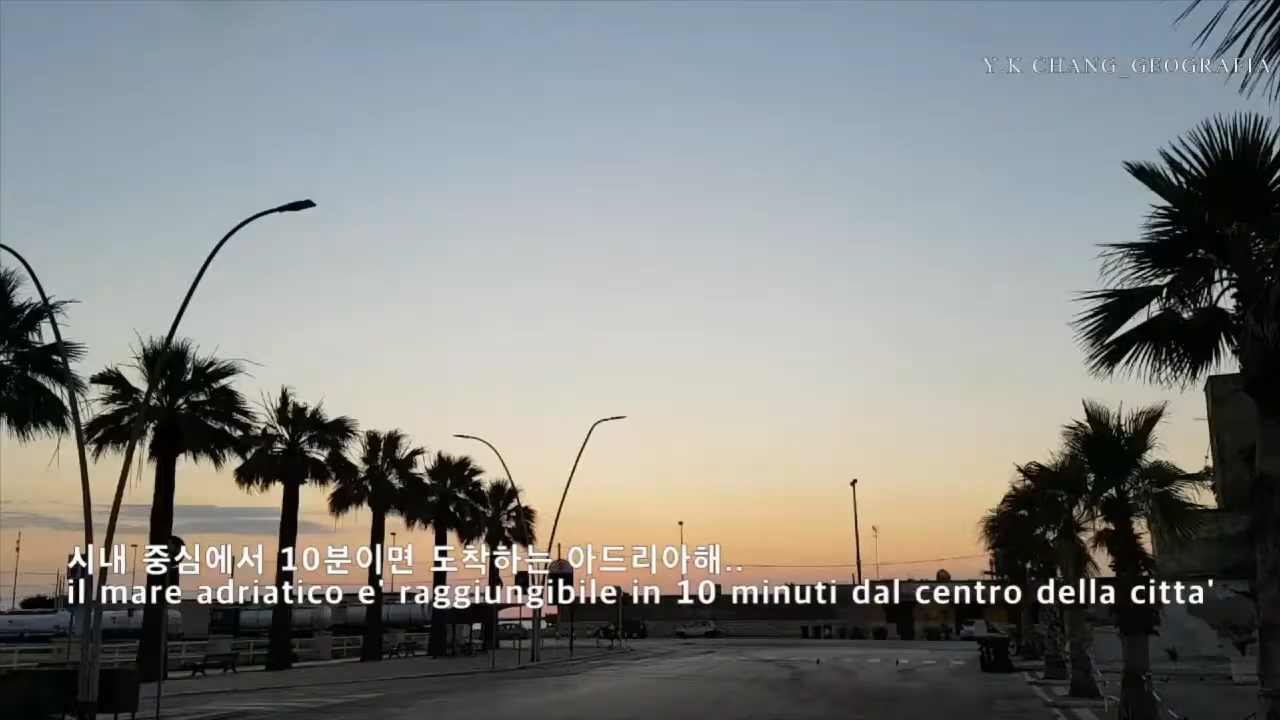 Y.K CHANG_GEOGRAFIA
시내 중심에서 10분이면 도착하는 아드리아해..
il mare adriatico e' raggiungibile in 10 minuti dal centro della citta'